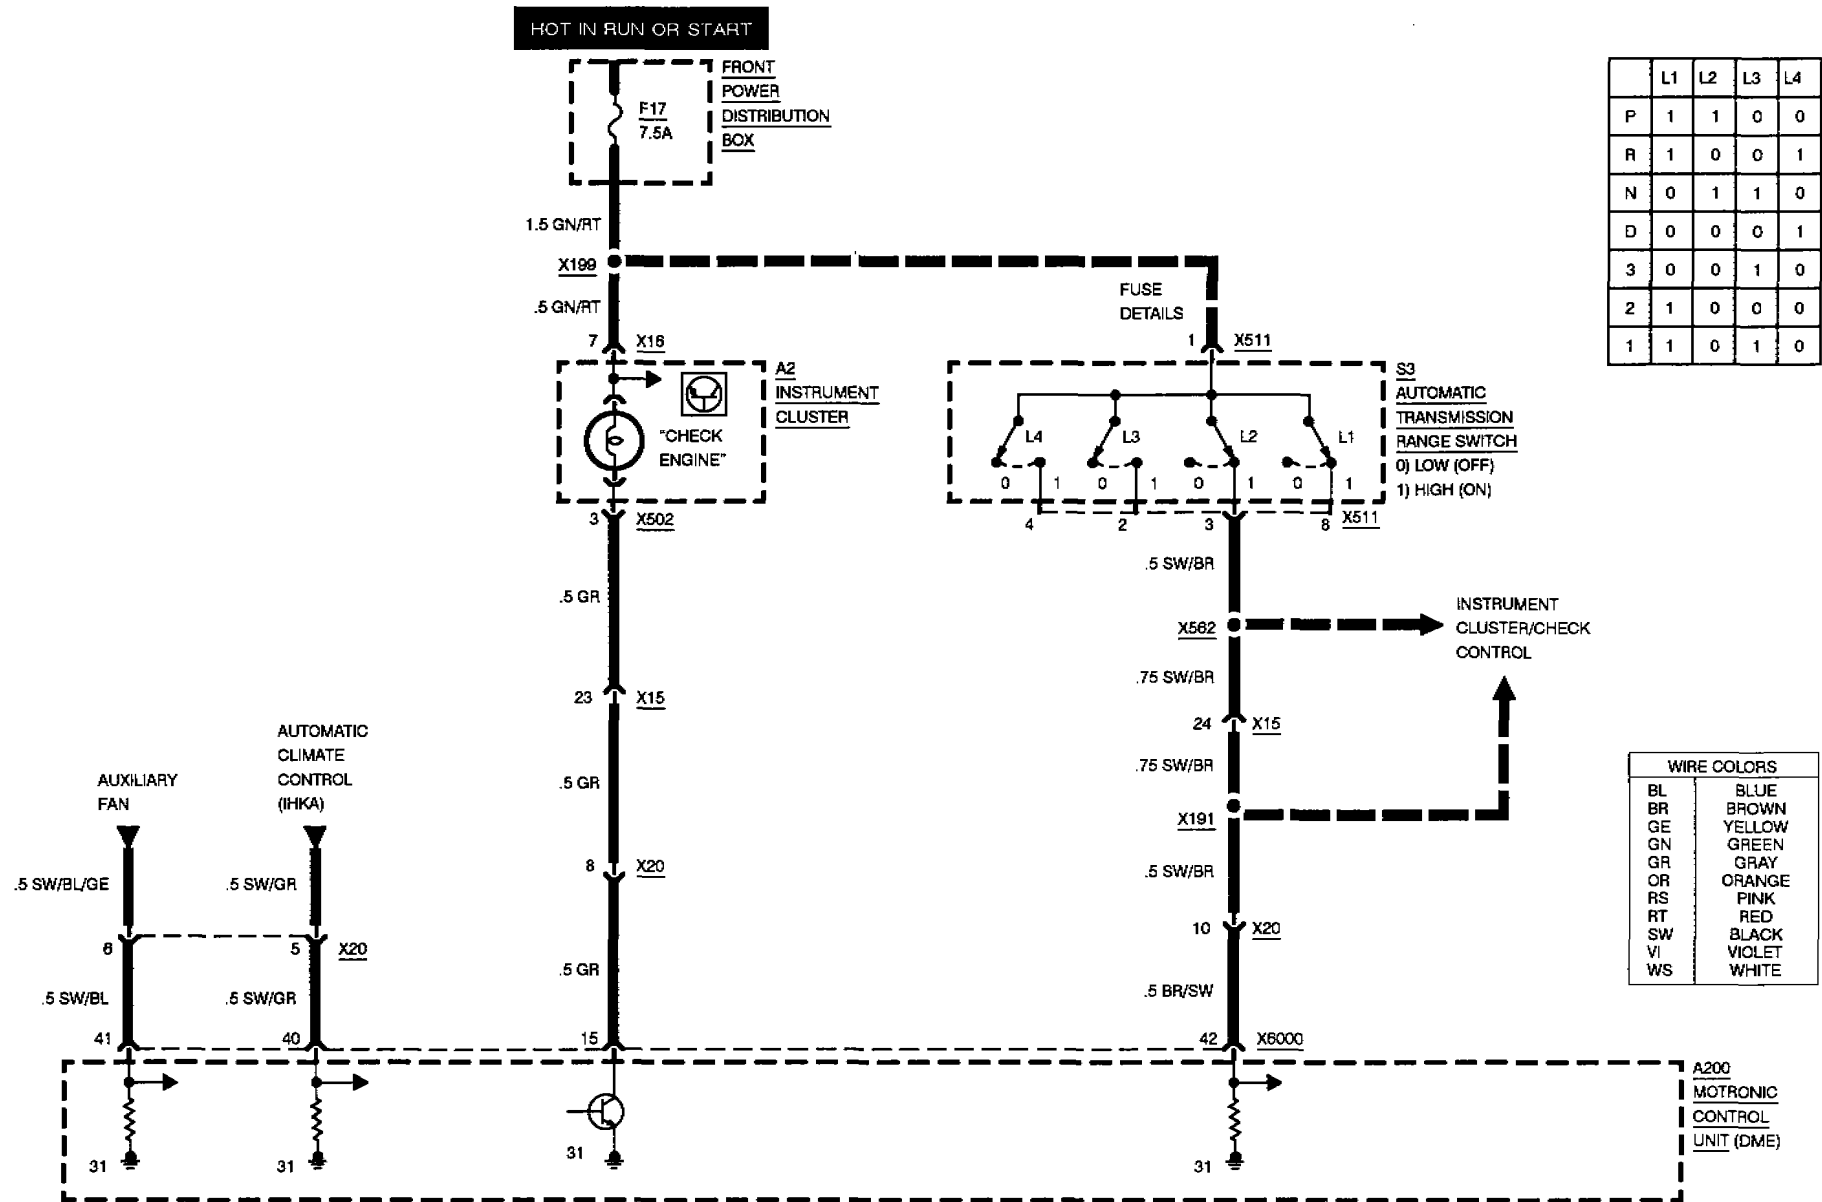 HOT IN RUN OR START
FRONT
POWER
DISTRIBUTION
BOX
F17
7.5A
1.5 GN/RT
X199
.5 GN/RT
FUSE
DETAILS
7 X16
1 X511
A2
INSTRUMENT
CLUSTER
"CHECK
ENGINE"
S3
AUTOMATIC
TRANSMISSION
RANGE SWITCH
0) LOW (OFF)
1) HIGH (ON)
L4 L3 L2 L1
0 1 0 1 0 1 0 1
3 X502
4 2 3 8 X511
.5 GR
.5 SW/BR
X562
INSTRUMENT
CLUSTER/CHECK
CONTROL
.75 SW/BR
23 X15
24 X15
.5 GR
.75 SW/BR
X191
8 X20
.5 SW/BR
10 X20
.5 GR
.5 BR/SW
AUXILIARY
FAN
AUTOMATIC
CLIMATE
CONTROL
(IHKA)
.5 SW/BL/GE
.5 SW/GR
6 5 X20
.5 SW/BL
.5 SW/GR
41 40 15 42 X6000
31 31 31 31
A200
MOTRONIC
CONTROL
UNIT (DME)
L1 L2 L3 L4
P 1 1 0 0
R 1 0 0 1
N 0 1 1 0
D 0 0 0 1
3 0 0 1 0
2 1 0 0 0
1 1 0 1 0
WIRE COLORS
BL BLUE
BR BROWN
GE YELLOW
GN GREEN
GR GRAY
OR ORANGE
RS PINK
RT RED
SW BLACK
VI VIOLET
WS WHITE